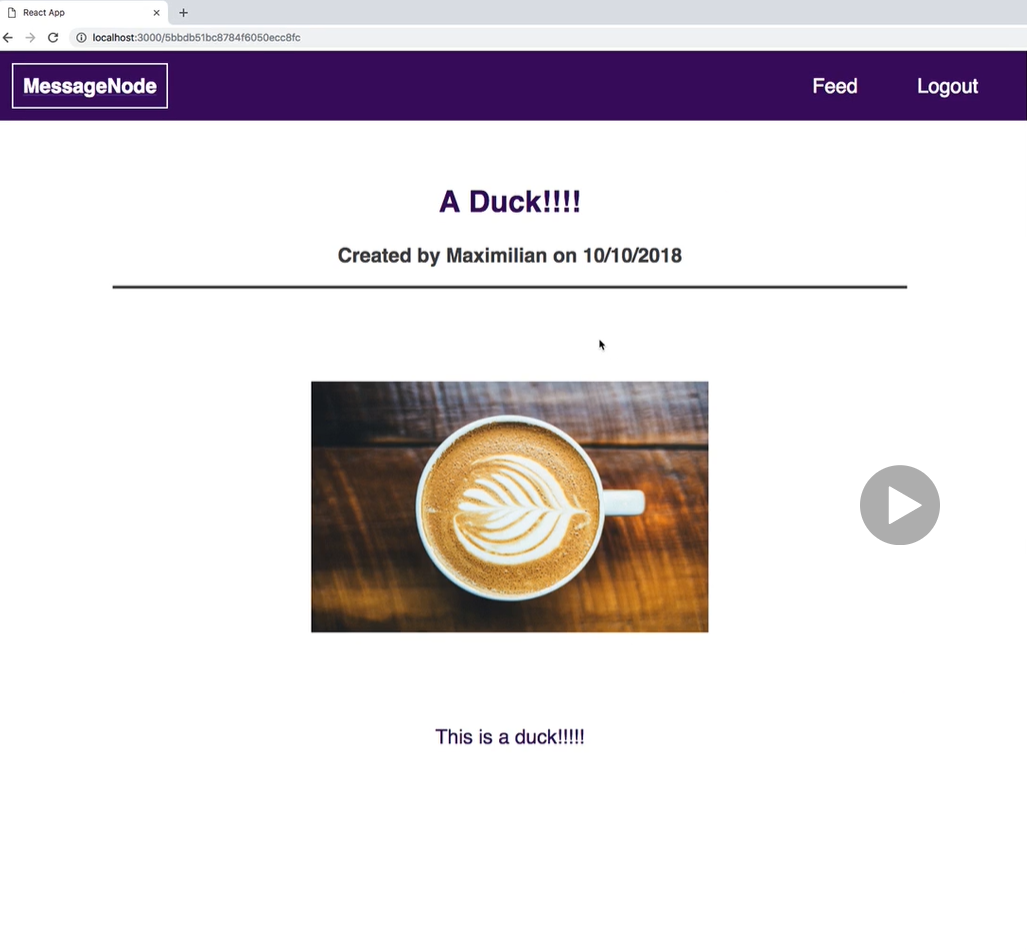 React App
localhost:3000/5bbdb51bc8784f6050ecc8fc
MessageNode
Feed
Logout
A Duck!!!!
Created by Maximilian on 10/10/2018
This is a duck!!!!!